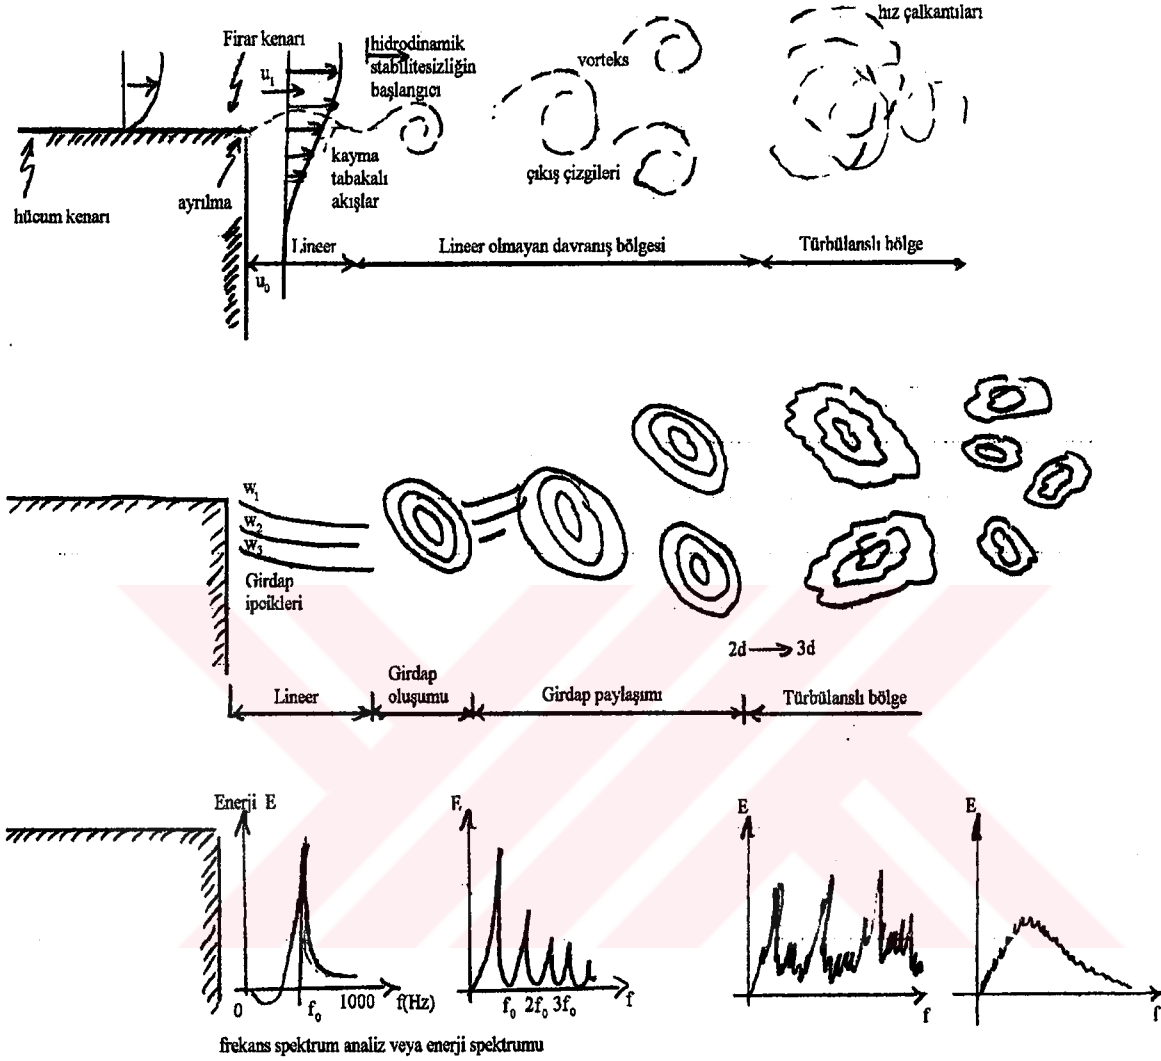 hız çalkantıları
Firar kenarı
hidrodinamik
stabilitesizliğin
başlangıcı
vorteks
u₁
kayma
tabakalı
akışlar
çıkış çizgileri
ayrılma
hücum kenarı
Lineer
Lineer olmayan davranış bölgesi
Türbülanslı bölge
u₀
w₁
w₂
w₃
Girdap
ipcikleri
2d 3d
Lineer
Girdap
oluşumu
Girdap paylaşımı
Türbülanslı bölge
Enerji E
E
E
E
0
f₀
1000
f(Hz)
f₀ 2f₀ 3f₀
f
f
f
frekans spektrum analiz veya enerji spektrumu